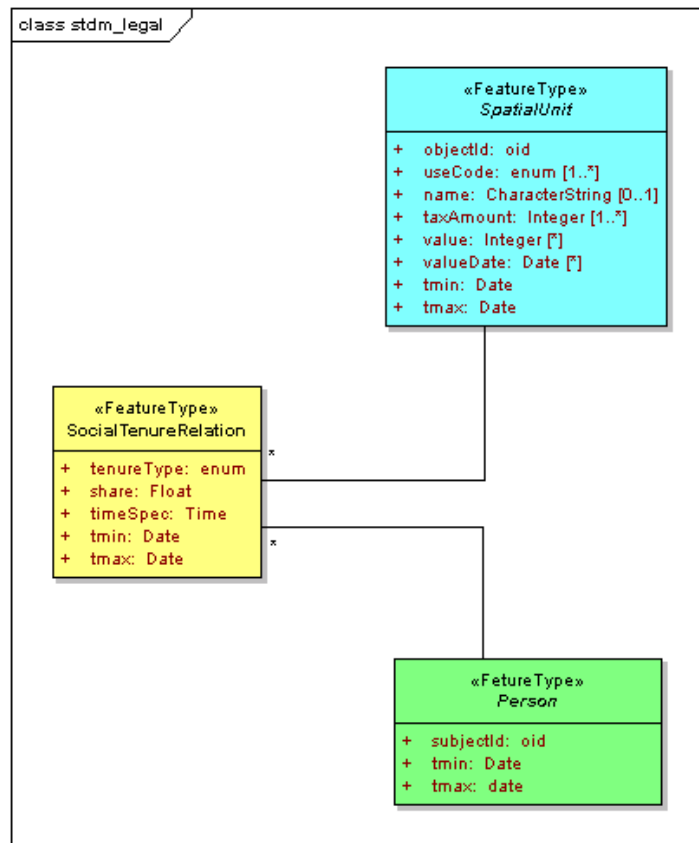 class stdm_legal
«FeatureType»
SpatialUnit
+ objectId: oid
+ useCode: enum [1..*]
+ name: CharacterString [0..1]
+ taxAmount: Integer [1..*]
+ value: Integer [*]
+ valueDate: Date [*]
+ tmin: Date
+ tmax: Date
«FeatureType»
SocialTenureRelation
+ tenureType: enum
+ share: Float
+ timeSpec: Time
+ tmin: Date
+ tmax: Date
*
*
«FetureType»
Person
+ subjectId: oid
+ tmin: Date
+ tmax: date